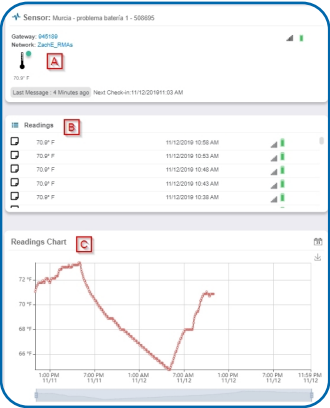 Sensor: Murcia - problema batería 1 - 508695
Gateway: 945189
Network: ZachE_RMAs
A
70.9° F
Last Message : 4 Minutes ago Next Check-in:11/12/201911:03 AM
Readings B
70.9° F 11/12/2019 10:58 AM
70.9° F 11/12/2019 10:53 AM
70.9° F 11/12/2019 10:48 AM
70.9° F 11/12/2019 10:43 AM
70.9° F 11/12/2019 10:38 AM
Readings Chart C
72 °F
70 °F
68 °F
66 °F
1:00 PM 7:00 PM 1:00 AM 7:00 AM 1:00 PM 7:00 PM 11:59 PM
11/11 11/11 11/12 11/12 11/12 11/12 11/12